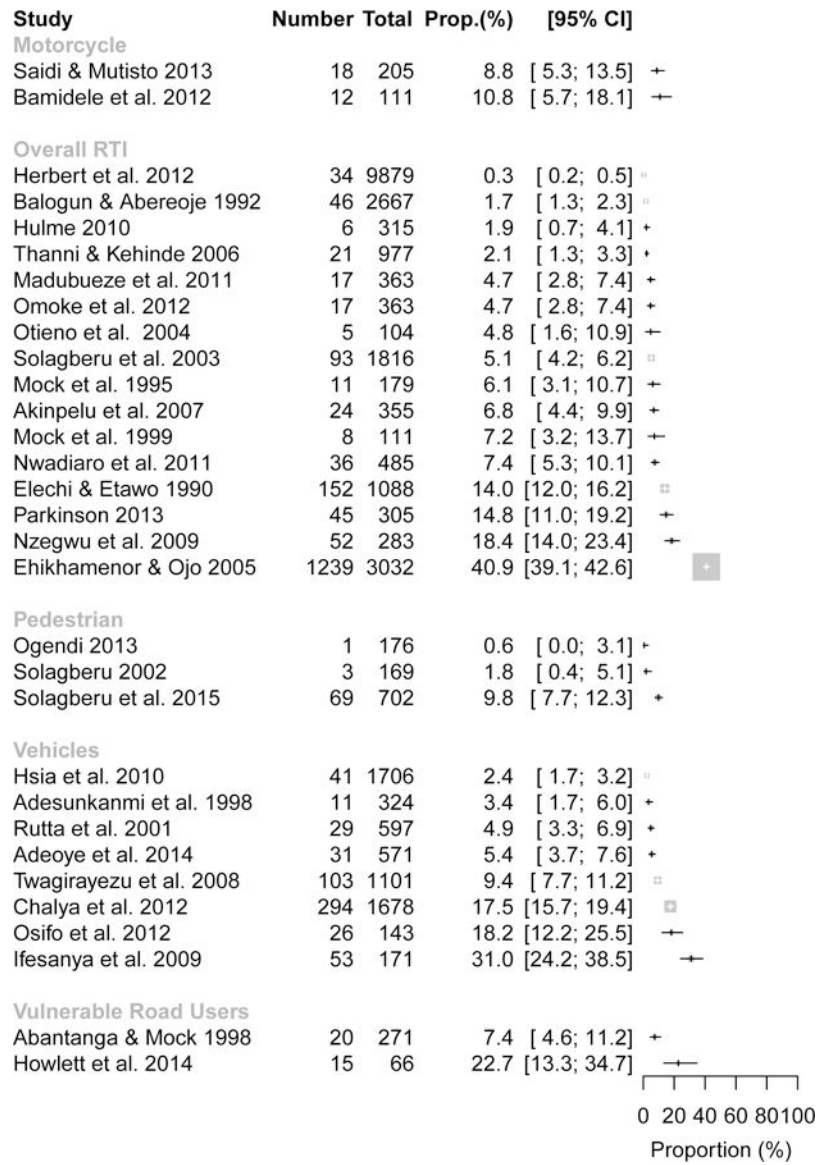 Study Number Total Prop.(%) [95% CI]
Motorcycle
Saidi & Mutisto 2013 18 205 8.8 [ 5.3; 13.5]
Bamidele et al. 2012 12 111 10.8 [ 5.7; 18.1]
Overall RTI
Herbert et al. 2012 34 9879 0.3 [ 0.2; 0.5]
Balogun & Abereoje 1992 46 2667 1.7 [ 1.3; 2.3]
Hulme 2010 6 315 1.9 [ 0.7; 4.1]
Thanni & Kehinde 2006 21 977 2.1 [ 1.3; 3.3]
Madubueze et al. 2011 17 363 4.7 [ 2.8; 7.4]
Omoke et al. 2012 17 363 4.7 [ 2.8; 7.4]
Otieno et al. 2004 5 104 4.8 [ 1.6; 10.9]
Solagberu et al. 2003 93 1816 5.1 [ 4.2; 6.2]
Mock et al. 1995 11 179 6.1 [ 3.1; 10.7]
Akinpelu et al. 2007 24 355 6.8 [ 4.4; 9.9]
Mock et al. 1999 8 111 7.2 [ 3.2; 13.7]
Nwadiaro et al. 2011 36 485 7.4 [ 5.3; 10.1]
Elechi & Etawo 1990 152 1088 14.0 [12.0; 16.2]
Parkinson 2013 45 305 14.8 [11.0; 19.2]
Nzegwu et al. 2009 52 283 18.4 [14.0; 23.4]
Ehikhamenor & Ojo 2005 1239 3032 40.9 [39.1; 42.6]
Pedestrian
Ogendi 2013 1 176 0.6 [ 0.0; 3.1]
Solagberu 2002 3 169 1.8 [ 0.4; 5.1]
Solagberu et al. 2015 69 702 9.8 [ 7.7; 12.3]
Vehicles
Hsia et al. 2010 41 1706 2.4 [ 1.7; 3.2]
Adesunkanmi et al. 1998 11 324 3.4 [ 1.7; 6.0]
Rutta et al. 2001 29 597 4.9 [ 3.3; 6.9]
Adeoye et al. 2014 31 571 5.4 [ 3.7; 7.6]
Twagirayezu et al. 2008 103 1101 9.4 [ 7.7; 11.2]
Chalya et al. 2012 294 1678 17.5 [15.7; 19.4]
Osifo et al. 2012 26 143 18.2 [12.2; 25.5]
Ifesanya et al. 2009 53 171 31.0 [24.2; 38.5]
Vulnerable Road Users
Abantanga & Mock 1998 20 271 7.4 [ 4.6; 11.2]
Howlett et al. 2014 15 66 22.7 [13.3; 34.7]
0 20 40 60 80 100
Proportion (%)